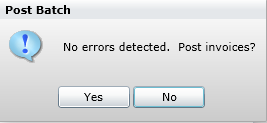 Post Batch
No errors detected.  Post invoices?
Yes
No